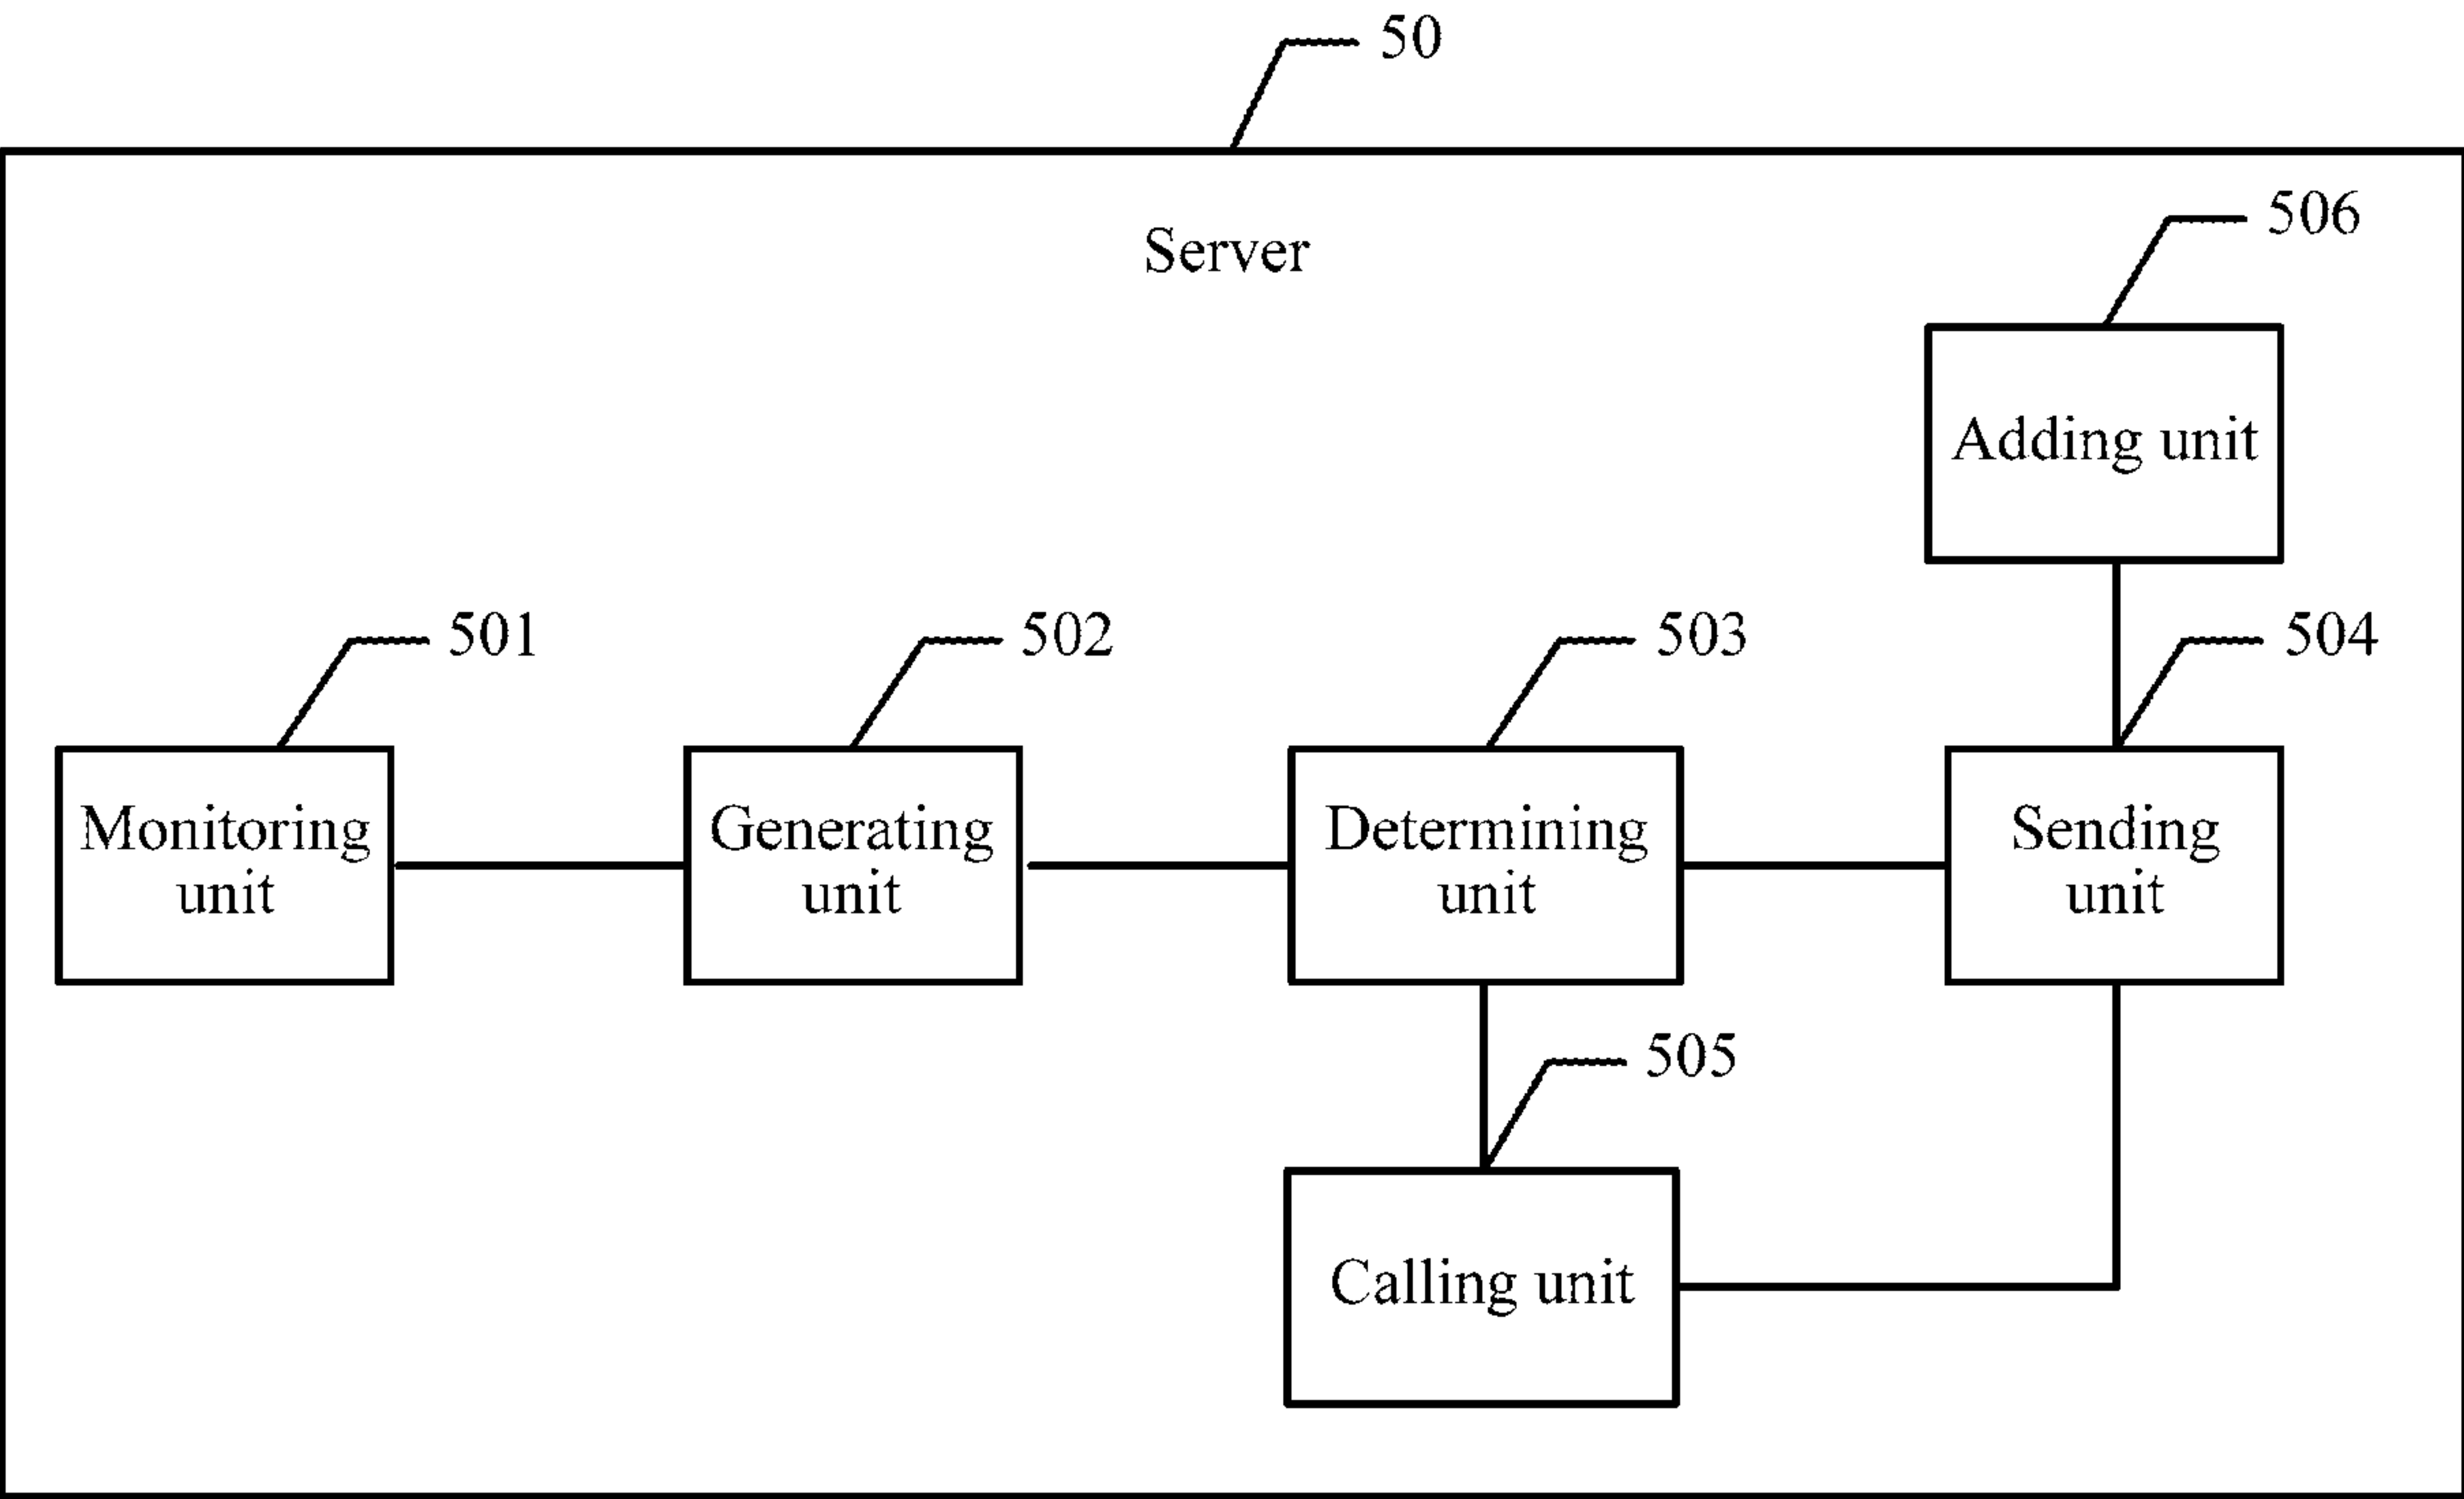 50
Server
506
Adding unit
501
502
503
504
Monitoring
unit
Generating
unit
Determining
unit
Sending
unit
505
Calling unit